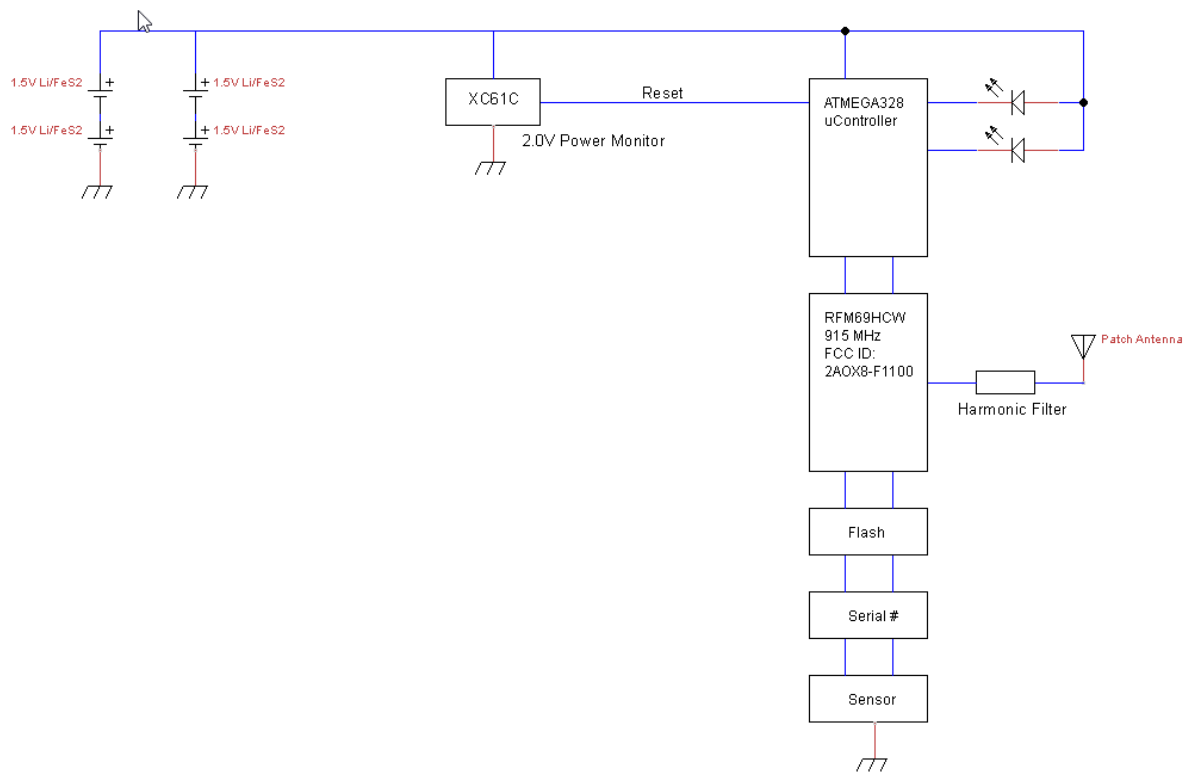 1.5V Li/FeS2
+
+
1.5V Li/FeS2
1.5V Li/FeS2
+
+
1.5V Li/FeS2
XC61C
Reset
2.0V Power Monitor
ATMEGA328
uController
RFM69HCW
915 MHz
FCC ID:
2AOX8-F1100
Patch Antenna
Harmonic Filter
Flash
Serial #
Sensor